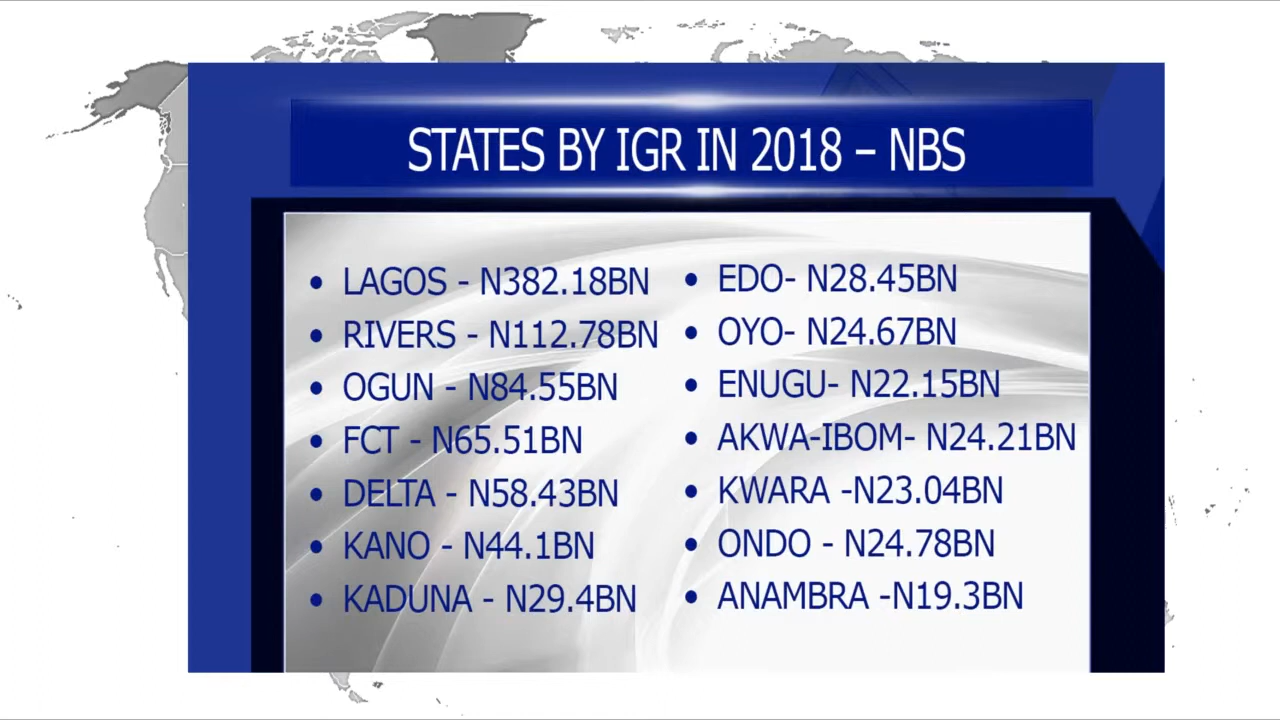 STATES BY IGR IN 2018 – NBS
• LAGOS - N382.18BN
• RIVERS - N112.78BN
• OGUN - N84.55BN
• FCT - N65.51BN
• DELTA - N58.43BN
• KANO - N44.1BN
• KADUNA - N29.4BN
• EDO- N28.45BN
• OYO- N24.67BN
• ENUGU- N22.15BN
• AKWA-IBOM- N24.21BN
• KWARA -N23.04BN
• ONDO - N24.78BN
• ANAMBRA -N19.3BN